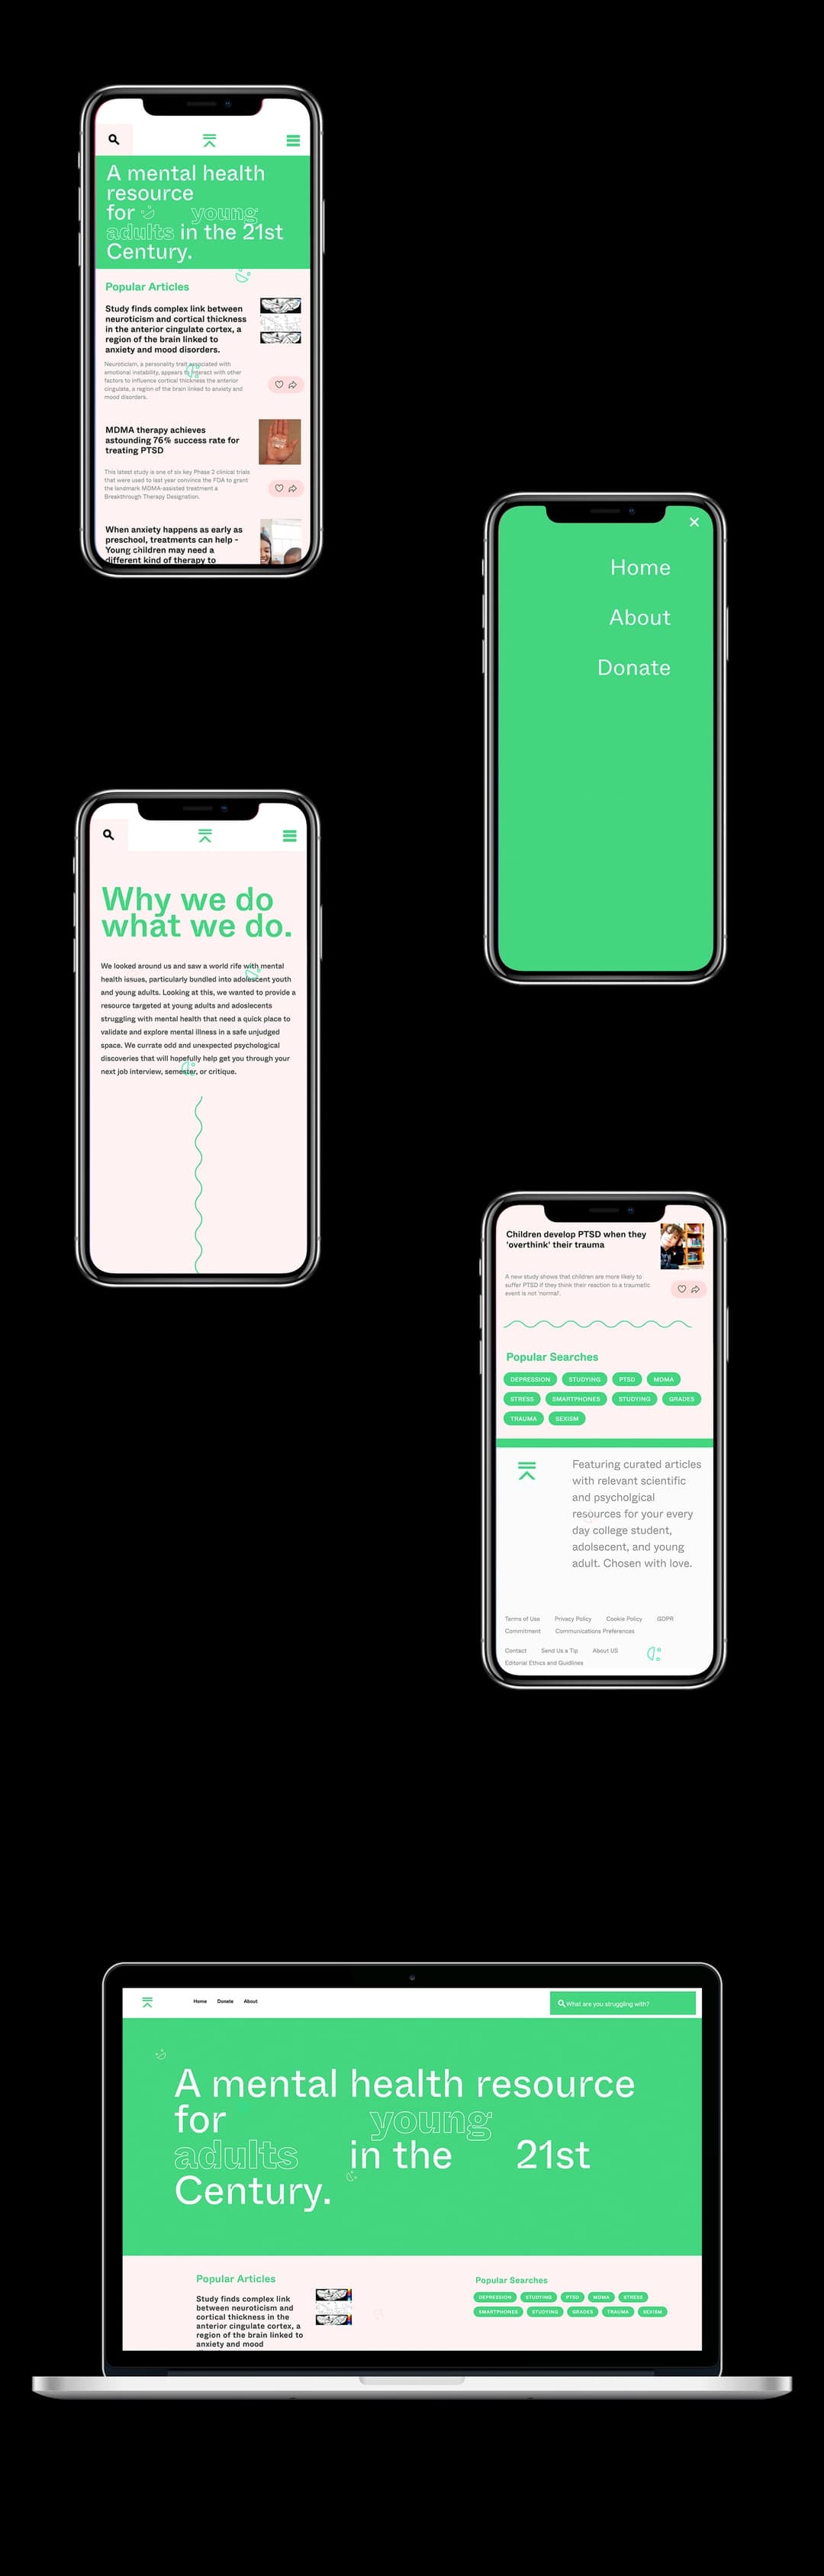 A mental health
resource
for young
adults in the 21st
Century.
Popular Articles
Study finds complex link between
neuroticism and cortical thickness
in the anterior cingulate cortex, a
region of the brain linked to
anxiety and mood disorders.
Neuroticism, a personality trait associated with
emotional instability, appears to interact with other
factors to influence cortical thickness the anterior
cingulate, a region of the brain linked to anxiety and
mood disorders.
MDMA therapy achieves
astounding 76% success rate for
treating PTSD
This latest study is one of six key Phase 2 clinical trials
that were used to last year convince the FDA to grant
the landmark MDMA-assisted treatment a
Breakthrough Therapy Designation.
When anxiety happens as early as
preschool, treatments can help -
Young children may need a
different kind of therapy to
Home
About
Donate
Why we do
what we do.
We looked around us and saw a world rife with mental
health issues, particularly bundled into adolescent youth
and young adults. Looking at this, we wanted to provide a
resource targeted at young adults and adoslecents
struggling with mental health that need a quick place to
validate and explore mental illness in a safe unjudged
space. We currate odd and unexpected psychological
discoveries that will hopefully help get you through your
next job interview, semester, or critique.
Children develop PTSD when they
'overthink' their trauma
A new study shows that children are more likely to
suffer PTSD if they think their reaction to a traumatic
event is not 'normal'.
Popular Searches
DEPRESSION STUDYING PTSD MDMA
STRESS SMARTPHONES STUDYING GRADES
TRAUMA SEXISM
Featuring curated articles
with relevant scientific
and psycholgical
resources for your every
day college student,
adolsecent, and young
adult. Chosen with love.
Terms of Use Privacy Policy Cookie Policy GDPR
Commitment Communications Preferences
Contact Send Us a Tip About US
Editorial Ethics and Guidlines
Home Donate About What are you struggling with?
A mental health resource
for young
adults in the 21st
Century.
Popular Articles
Study finds complex link
between neuroticism and
cortical thickness in the
anterior cingulate cortex, a
region of the brain linked to
anxiety and mood
Popular Searches
DEPRESSION STUDYING PTSD MDMA STRESS
SMARTPHONES STUDYING GRADES TRAUMA SEXISM